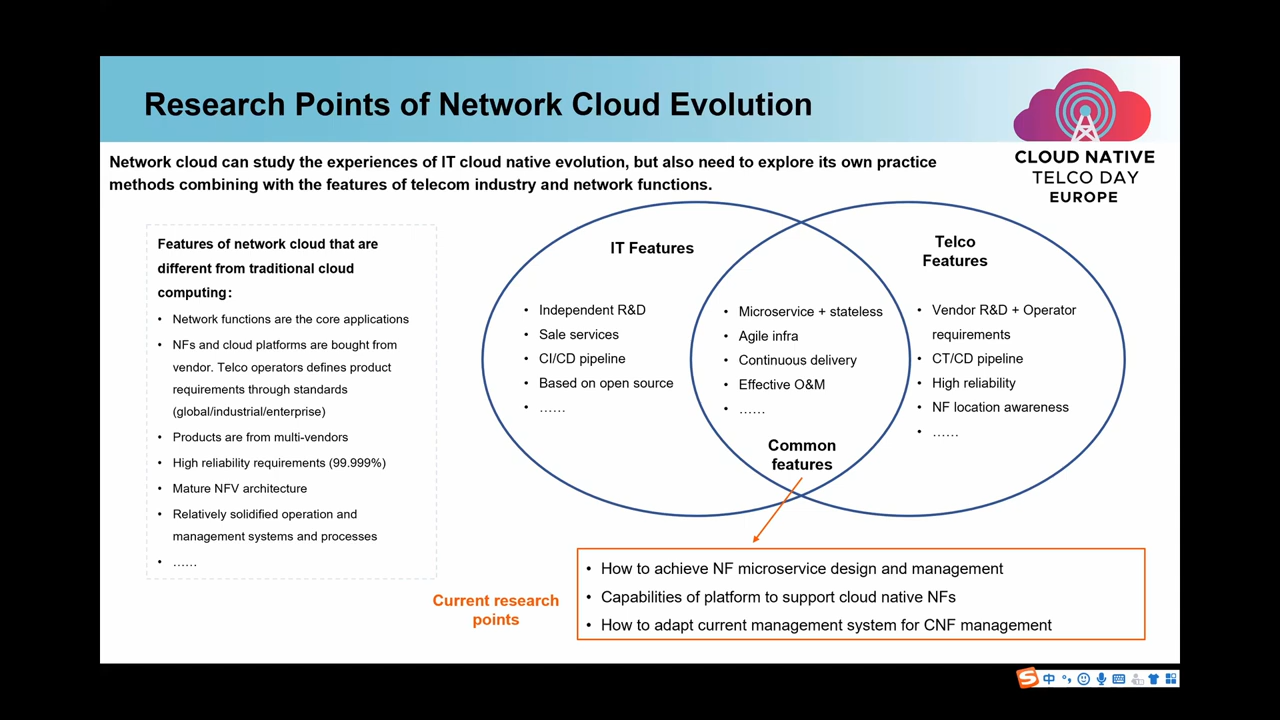 Research Points of Network Cloud Evolution
CLOUD NATIVE
TELCO DAY
EUROPE
Network cloud can study the experiences of IT cloud native evolution, but also need to explore its own practice
methods combining with the features of telecom industry and network functions.
Features of network cloud that are
different from traditional cloud
computing:
• Network functions are the core applications
• NFs and cloud platforms are bought from
vendor. Telco operators defines product
requirements through standards
(global/industrial/enterprise)
• Products are from multi-vendors
• High reliability requirements (99.999%)
• Mature NFV architecture
• Relatively solidified operation and
management systems and processes
• ……
IT Features
• Independent R&D
• Sale services
• CI/CD pipeline
• Based on open source
• ……
• Microservice + stateless
• Agile infra
• Continuous delivery
• Effective O&M
• ……
Common
features
Telco
Features
• Vendor R&D + Operator
requirements
• CT/CD pipeline
• High reliability
• NF location awareness
• ……
Current research
points
• How to achieve NF microservice design and management
• Capabilities of platform to support cloud native NFs
• How to adapt current management system for CNF management
S 中